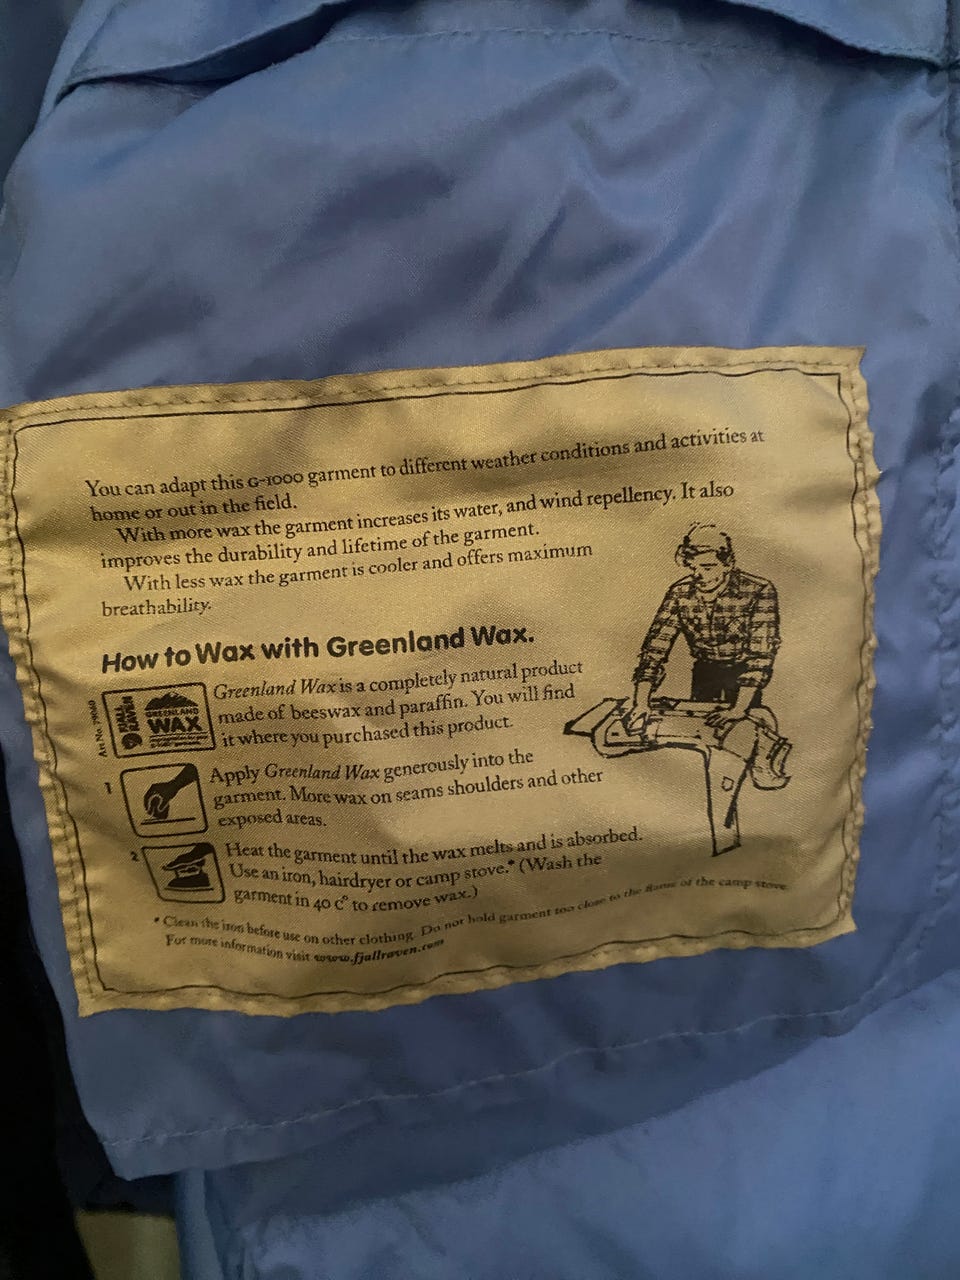 You can adapt this G-1000 garment to different weather conditions and activities at
home or out in the field.
With more wax the garment increases its water, and wind repellency. It also
improves the durability and lifetime of the garment.
With less wax the garment is cooler and offers maximum
breathability.
How to Wax with Greenland Wax.
Art.No. 79060
FJÄLL
RÄVEN
GREENLAND
WAX
Greenland Wax is a completely natural product
made of beeswax and paraffin. You will find
it where you purchased this product.
1
Apply Greenland Wax generously into the
garment. More wax on seams shoulders and other
exposed areas.
2
Heat the garment until the wax melts and is absorbed.
Use an iron, hairdryer or camp stove.* (Wash the
garment in 40 c° to remove wax.)
* Clean the iron before use on other clothing. Do not hold garment too close to the flame of the camp stove.
For more information visit www.fjallraven.com